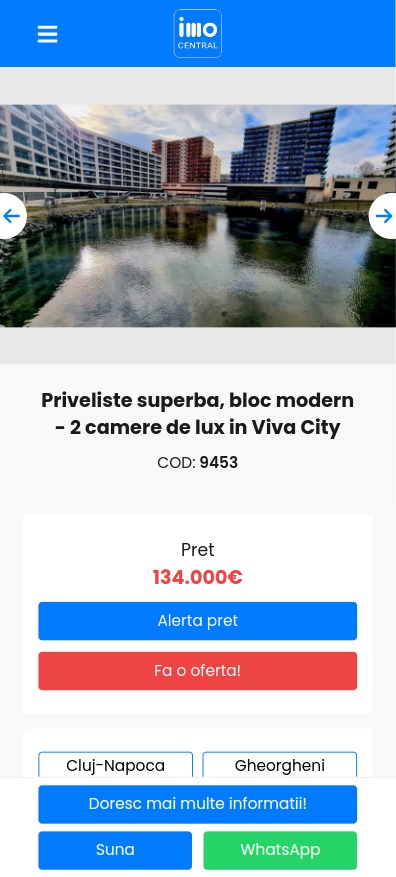 imo
CENTRAL
Priveliste superba, bloc modern
- 2 camere de lux in Viva City
COD: 9453
Pret
134.000€
Alerta pret
Fa o oferta!
Cluj-Napoca
Gheorgheni
Doresc mai multe informatii!
Suna
WhatsApp